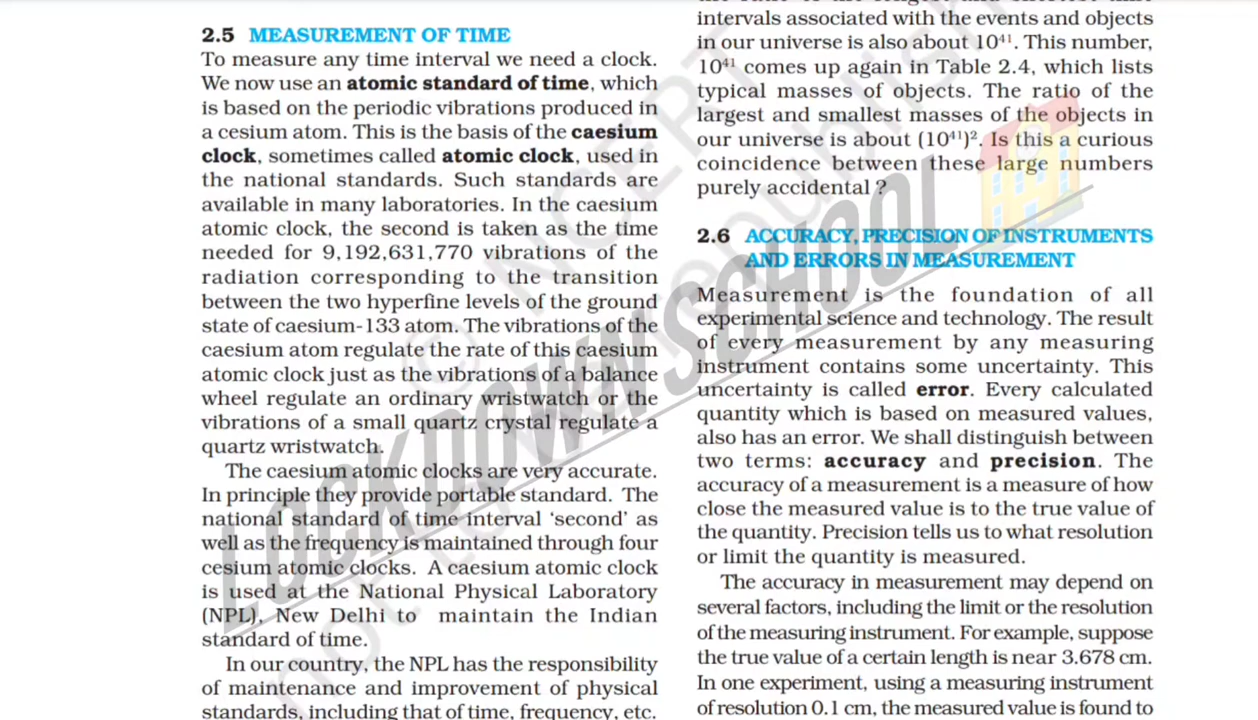 2.5 MEASUREMENT OF TIME
To measure any time interval we need a clock.
We now use an atomic standard of time, which
is based on the periodic vibrations produced in
a cesium atom. This is the basis of the caesium
clock, sometimes called atomic clock, used in
the national standards. Such standards are
available in many laboratories. In the caesium
atomic clock, the second is taken as the time
needed for 9,192,631,770 vibrations of the
radiation corresponding to the transition
between the two hyperfine levels of the ground
state of caesium-133 atom. The vibrations of the
caesium atom regulate the rate of this caesium
atomic clock just as the vibrations of a balance
wheel regulate an ordinary wristwatch or the
vibrations of a small quartz crystal regulate a
quartz wristwatch.
The caesium atomic clocks are very accurate.
In principle they provide portable standard. The
national standard of time interval ‘second’ as
well as the frequency is maintained through four
cesium atomic clocks. A caesium atomic clock
is used at the National Physical Laboratory
(NPL), New Delhi to maintain the Indian
standard of time.
In our country, the NPL has the responsibility
of maintenance and improvement of physical
standards, including that of time, frequency, etc.
intervals associated with the events and objects
in our universe is also about 10⁴¹. This number,
10⁴¹ comes up again in Table 2.4, which lists
typical masses of objects. The ratio of the
largest and smallest masses of the objects in
our universe is about (10⁴¹)². Is this a curious
coincidence between these large numbers
purely accidental ?
2.6 ACCURACY, PRECISION OF INSTRUMENTS
AND ERRORS IN MEASUREMENT
Measurement is the foundation of all
experimental science and technology. The result
of every measurement by any measuring
instrument contains some uncertainty. This
uncertainty is called error. Every calculated
quantity which is based on measured values,
also has an error. We shall distinguish between
two terms: accuracy and precision. The
accuracy of a measurement is a measure of how
close the measured value is to the true value of
the quantity. Precision tells us to what resolution
or limit the quantity is measured.
The accuracy in measurement may depend on
several factors, including the limit or the resolution
of the measuring instrument. For example, suppose
the true value of a certain length is near 3.678 cm.
In one experiment, using a measuring instrument
of resolution 0.1 cm, the measured value is found to
LOCKDOWN SCHOOL
© NCERT